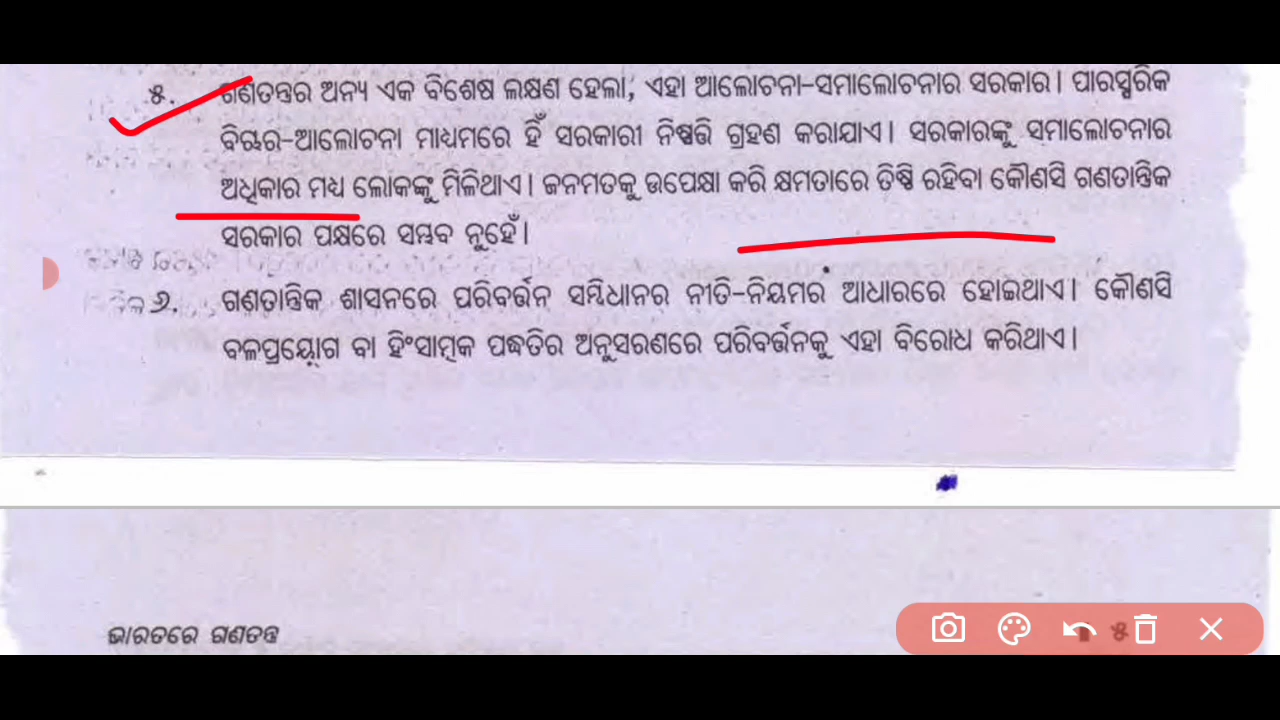 ୫. ଗଣତନ୍ତ୍ରର ଅନ୍ୟ ଏକ ବିଶେଷ ଲକ୍ଷଣ ହେଲା, ଏହା ଆଲୋଚନା-ସମାଲୋଚନାର ସରକାର। ପାରସ୍ପରିକ
ବିଚ୍ଚର-ଆଲୋଚନା ମାଧ୍ୟମରେ ହିଁ ସରକାରୀ ନିଷ୍ପତ୍ତି ଗ୍ରହଣ କରାଯାଏ। ସରକାରଙ୍କୁ ସମାଲୋଚନାର
ଅଧିକାର ମଧ୍ୟ ଲୋକଙ୍କୁ ମିଳିଥାଏ। ଜନମତକୁ ଉପେକ୍ଷା କରି କ୍ଷମତାରେ ତିଷ୍ଠି ରହିବା କୌଣସି ଗଣତାନ୍ତ୍ରିକ
ସରକାର ପକ୍ଷରେ ସମ୍ଭବ ନୁହେଁ।
୬. ଗଣତାନ୍ତ୍ରିକ ଶାସନରେ ପରିବର୍ତ୍ତନ ସମ୍ଵିଧାନର ନୀତି-ନିୟମର ଆଧାରରେ ହୋଇଥାଏ। କୌଣସି
ବଳପ୍ରୟୋଗ ବା ହିଂସାତ୍ମକ ପଦ୍ଧତିର ଅନୁସରଣରେ ପରିବର୍ତ୍ତନକୁ ଏହା ବିରୋଧ କରିଥାଏ।
ଭାରତରେ ଗଣତନ୍ତ୍ର